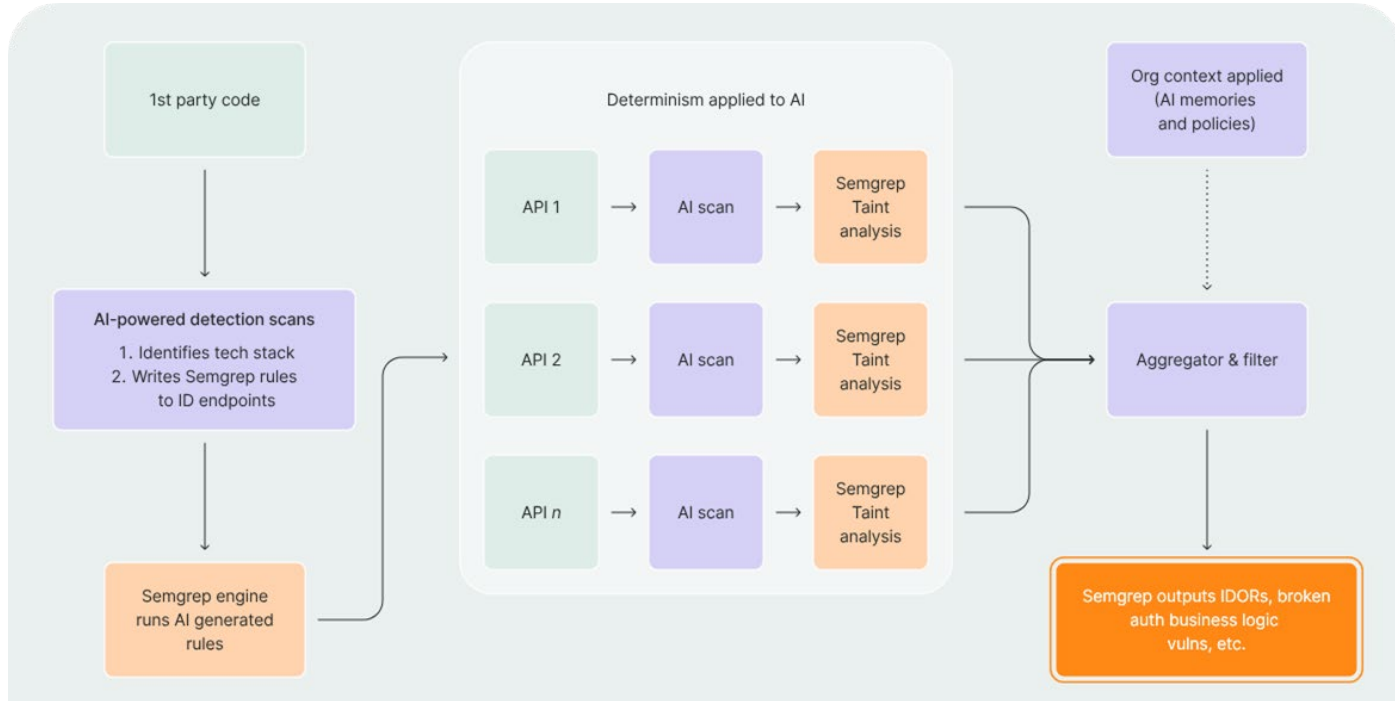 1st party code
AI-powered detection scans
1. Identifies tech stack
2. Writes Semgrep rules
to ID endpoints
Semgrep engine
runs AI generated
rules
Determinism applied to AI
API 1
AI scan
Semgrep
Taint
analysis
API 2
AI scan
Semgrep
Taint
analysis
API n
AI scan
Semgrep
Taint
analysis
Org context applied
(AI memories
and policies)
Aggregator & filter
Semgrep outputs IDORs, broken
auth business logic
vulns, etc.